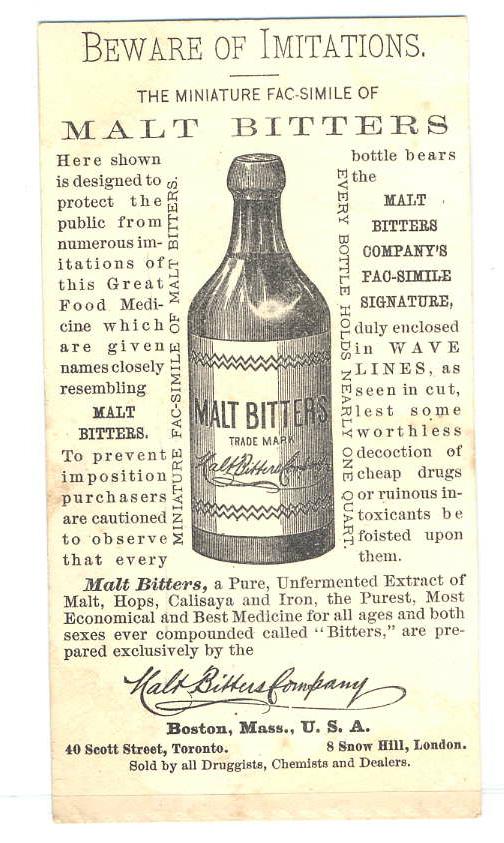 BEWARE OF IMITATIONS.
THE MINIATURE FAC-SIMILE OF
MALT BITTERS
Here shown
is designed to
protect the
public from
numerous im-
itations of
this Great
Food Medi-
cine which
are given
names closely
resembling
MALT
BITTERS.
To prevent
imposition
purchasers
are cautioned
to observe
that every
MINIATURE FAC-SIMILE OF MALT BITTERS.
MALT BITTERS
TRADE MARK
Malt Bitters Company
EVERY BOTTLE HOLDS NEARLY ONE QUART.
bottle bears
the
MALT
BITTERS
COMPANY'S
FAC-SIMILE
SIGNATURE,
duly enclosed
in WAVE
LINES, as
seen in cut,
lest some
worthless
decoction of
cheap drugs
or ruinous in-
toxicants be
foisted upon
them.
Malt Bitters, a Pure, Unfermented Extract of
Malt, Hops, Calisaya and Iron, the Purest, Most
Economical and Best Medicine for all ages and both
sexes ever compounded called "Bitters," are pre-
pared exclusively by the
Malt Bitters Company
Boston, Mass., U. S. A.
40 Scott Street, Toronto. 8 Snow Hill, London.
Sold by all Druggists, Chemists and Dealers.